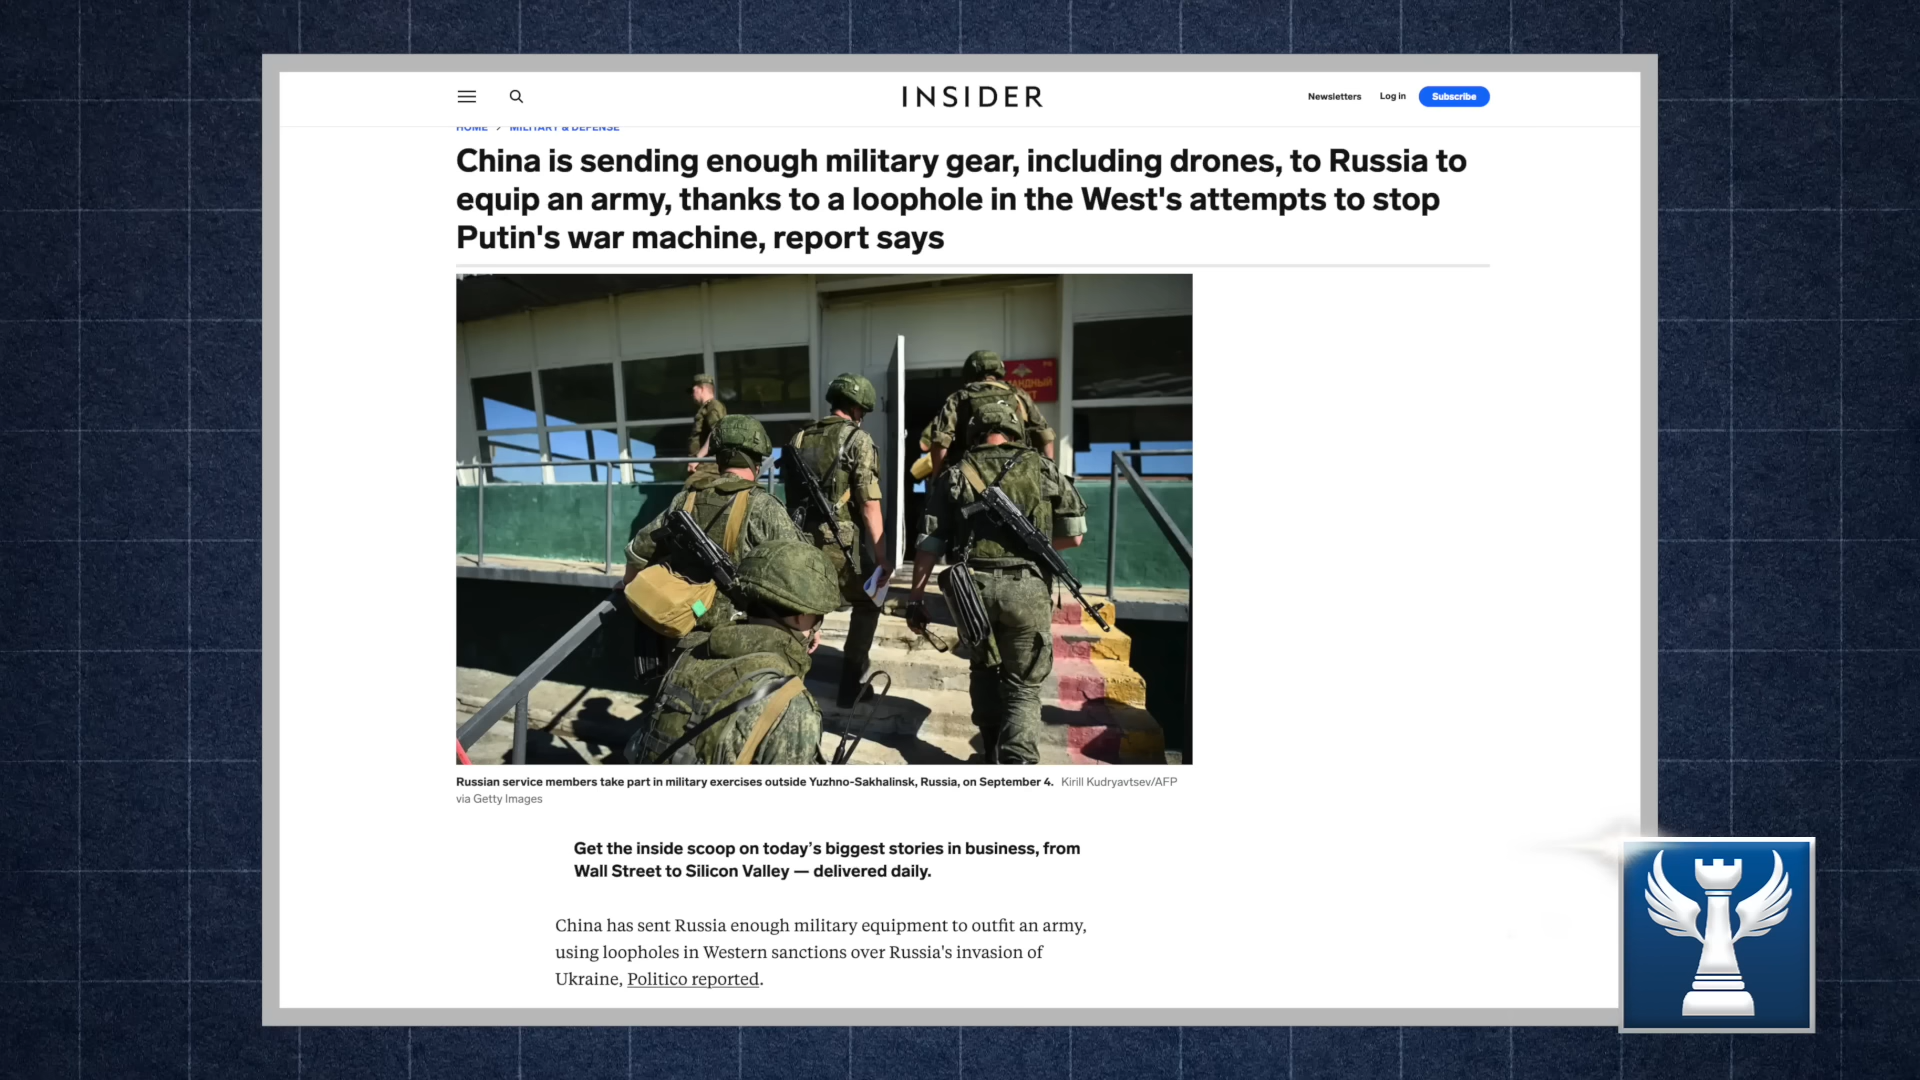 INSIDER
Newsletters Log in Subscribe
HOME > MILITARY & DEFENSE
China is sending enough military gear, including drones, to Russia to
equip an army, thanks to a loophole in the West's attempts to stop
Putin's war machine, report says
Russian service members take part in military exercises outside Yuzhno-Sakhalinsk, Russia, on September 4. Kirill Kudryavtsev/AFP
via Getty Images
Get the inside scoop on today’s biggest stories in business, from
Wall Street to Silicon Valley — delivered daily.
China has sent Russia enough military equipment to outfit an army,
using loopholes in Western sanctions over Russia's invasion of
Ukraine, Politico reported.